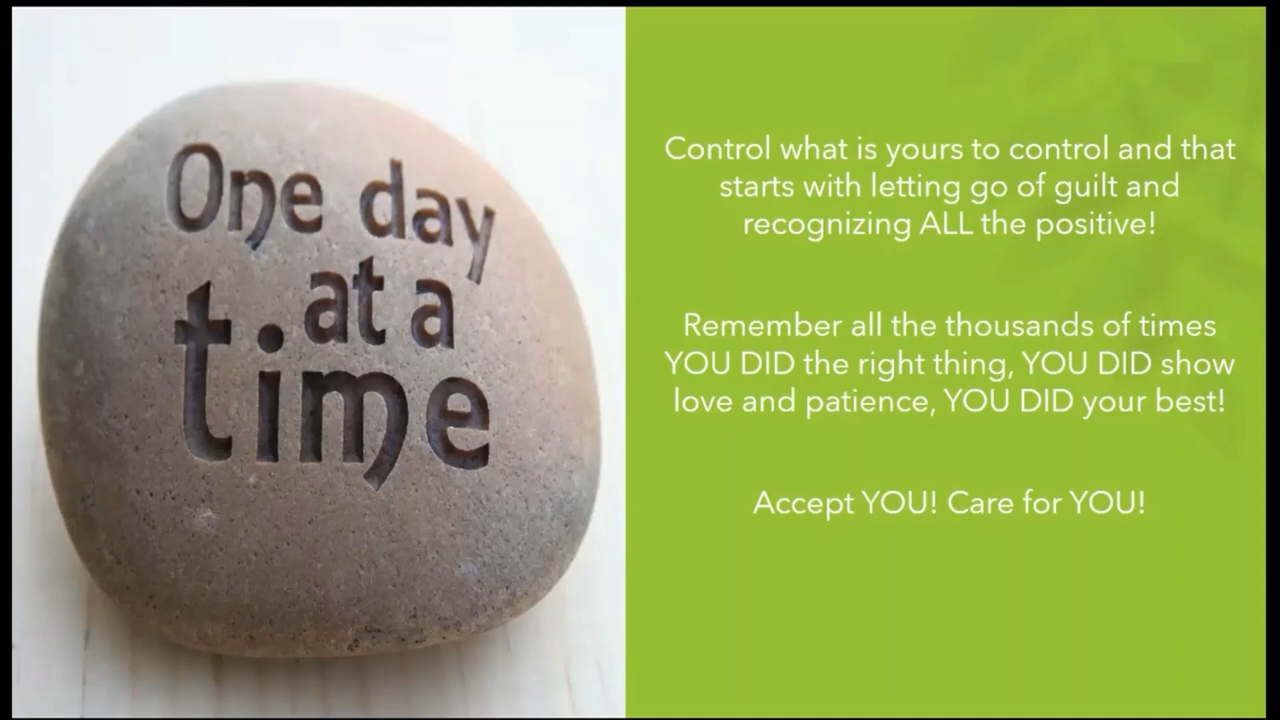 One day
at a
time
Control what is yours to control and that
starts with letting go of guilt and
recognizing ALL the positive!
Remember all the thousands of times
YOU DID the right thing, YOU DID show
love and patience, YOU DID your best!
Accept YOU! Care for YOU!